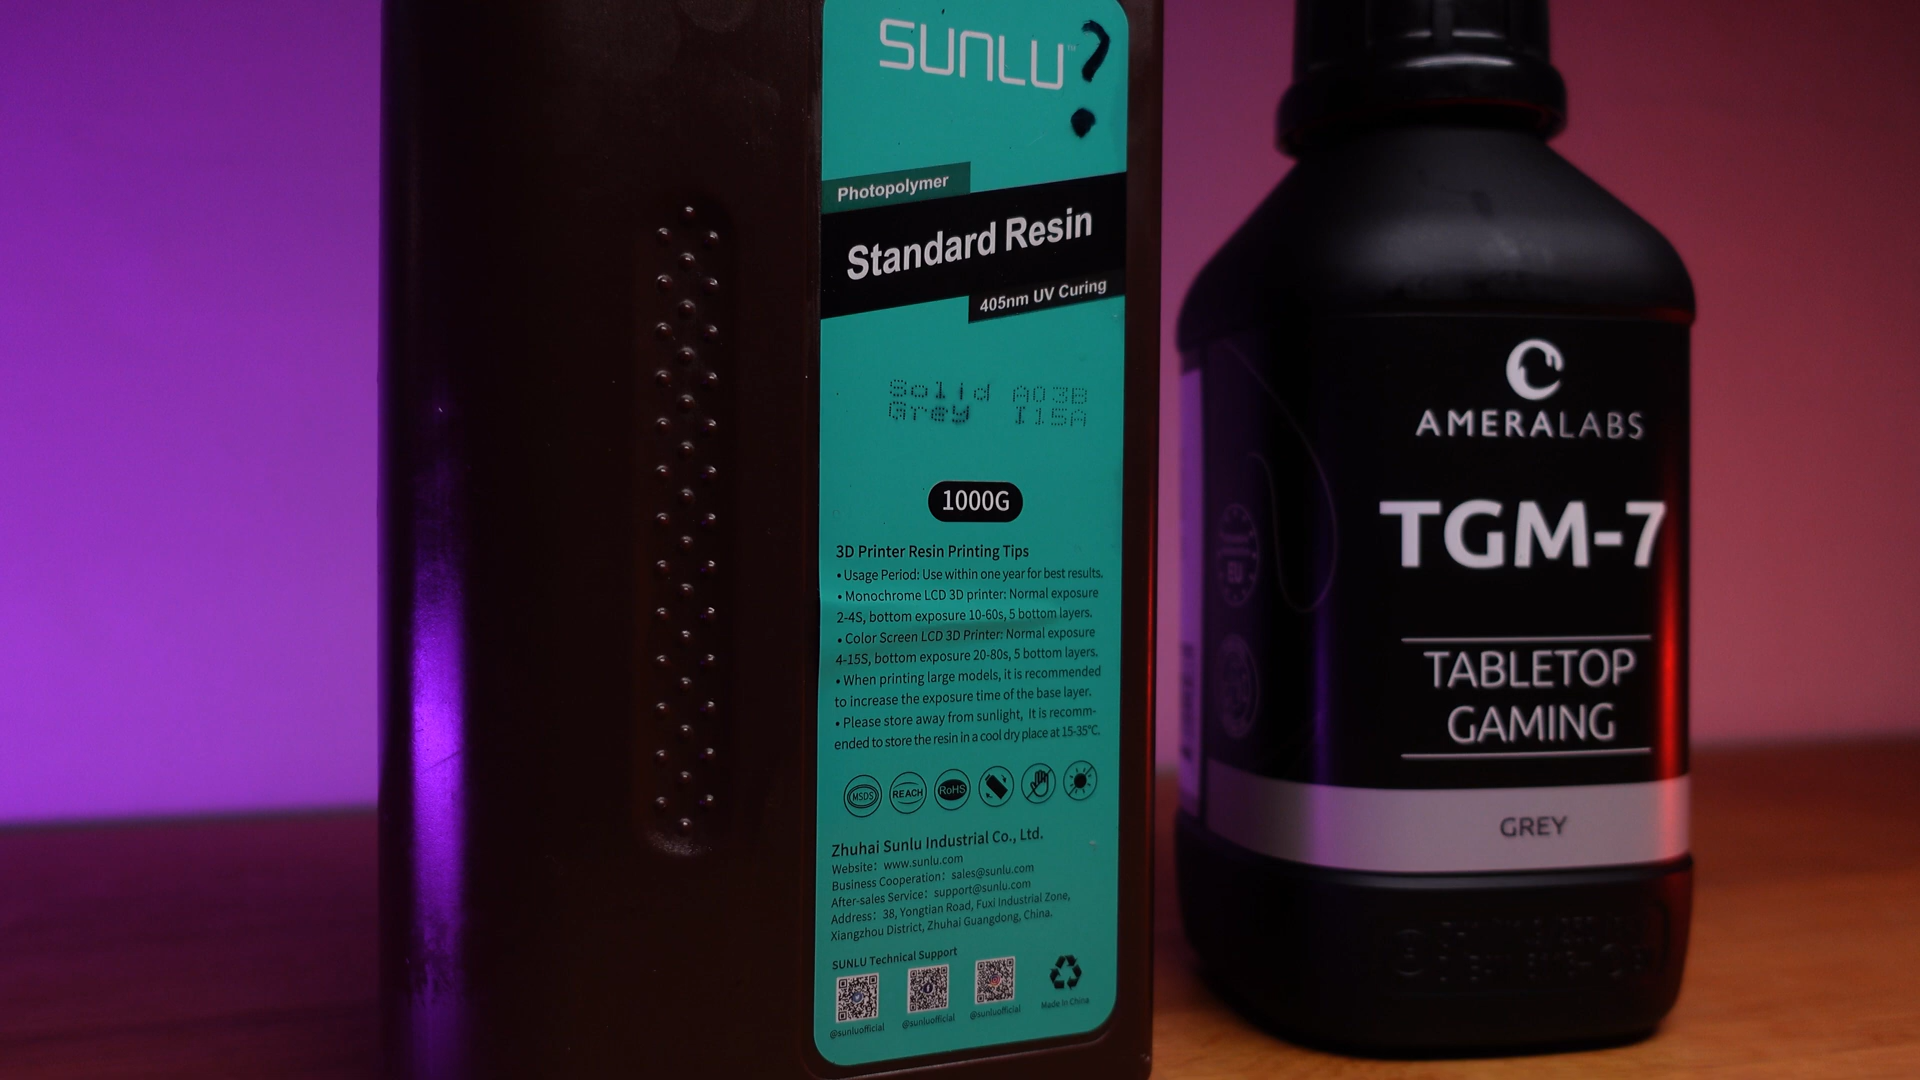 SUNLU™ ?
Photopolymer
Standard Resin
405nm UV Curing
Solid A03B
Grey I15A
1000G
3D Printer Resin Printing Tips
• Usage Period: Use within one year for best results.
• Monochrome LCD 3D printer: Normal exposure
2-4S, bottom exposure 10-60s, 5 bottom layers.
• Color Screen LCD 3D Printer: Normal exposure
4-15S, bottom exposure 20-80s, 5 bottom layers.
• When printing large models, it is recommended
to increase the exposure time of the base layer.
• Please store away from sunlight, It is recomm-
ended to store the resin in a cool dry place at 15-35°C.
MSDS REACH RoHS
Zhuhai Sunlu Industrial Co., Ltd.
Website: www.sunlu.com
Business Cooperation: sales@sunlu.com
After-sales Service: support@sunlu.com
Address: 38, Yongtian Road, Fuxi Industrial Zone,
Xiangzhou District, Zhuhai Guangdong, China.
SUNLU Technical Support
@sunluofficial @sunluofficial @sunluofficial Made In China
AMERALABS
TGM-7
TABLETOP
GAMING
GREY
EU